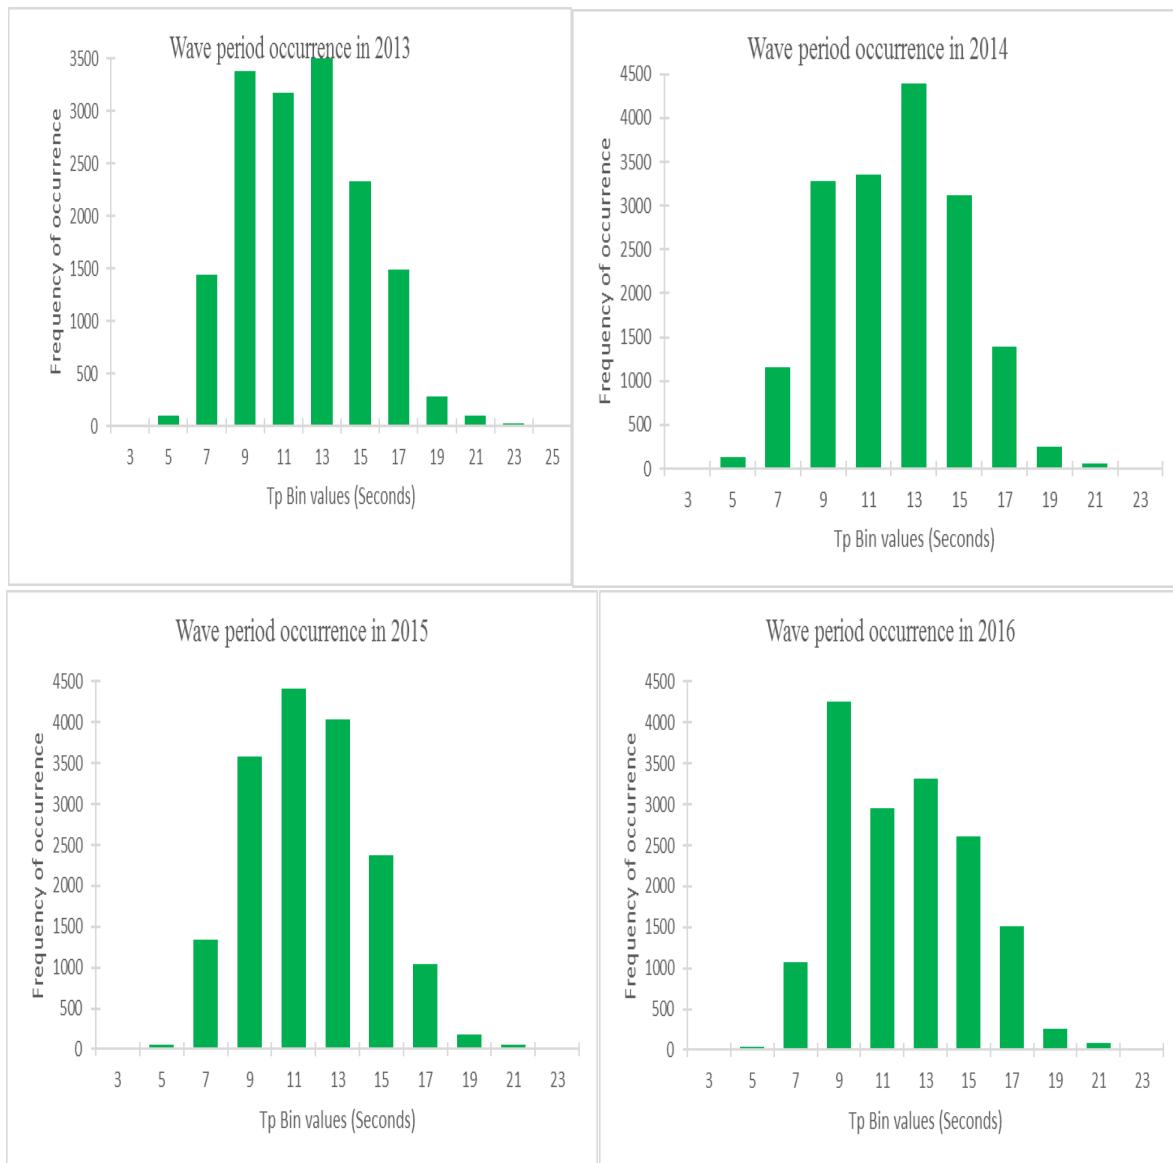 Wave period occurrence in 2013
3500
3000
2500
2000
1500
1000
500
0
Frequency of occurrence
3 5 7 9 11 13 15 17 19 21 23 25
Tp Bin values (Seconds)
Wave period occurrence in 2014
4500
4000
3500
3000
2500
2000
1500
1000
500
0
Frequency of occurrence
3 5 7 9 11 13 15 17 19 21 23
Tp Bin values (Seconds)
Wave period occurrence in 2015
4500
4000
3500
3000
2500
2000
1500
1000
500
0
Frequency of occurrence
3 5 7 9 11 13 15 17 19 21 23
Tp Bin values (Seconds)
Wave period occurrence in 2016
4500
4000
3500
3000
2500
2000
1500
1000
500
0
Frequency of occurrence
3 5 7 9 11 13 15 17 19 21 23
Tp Bin values (Seconds)